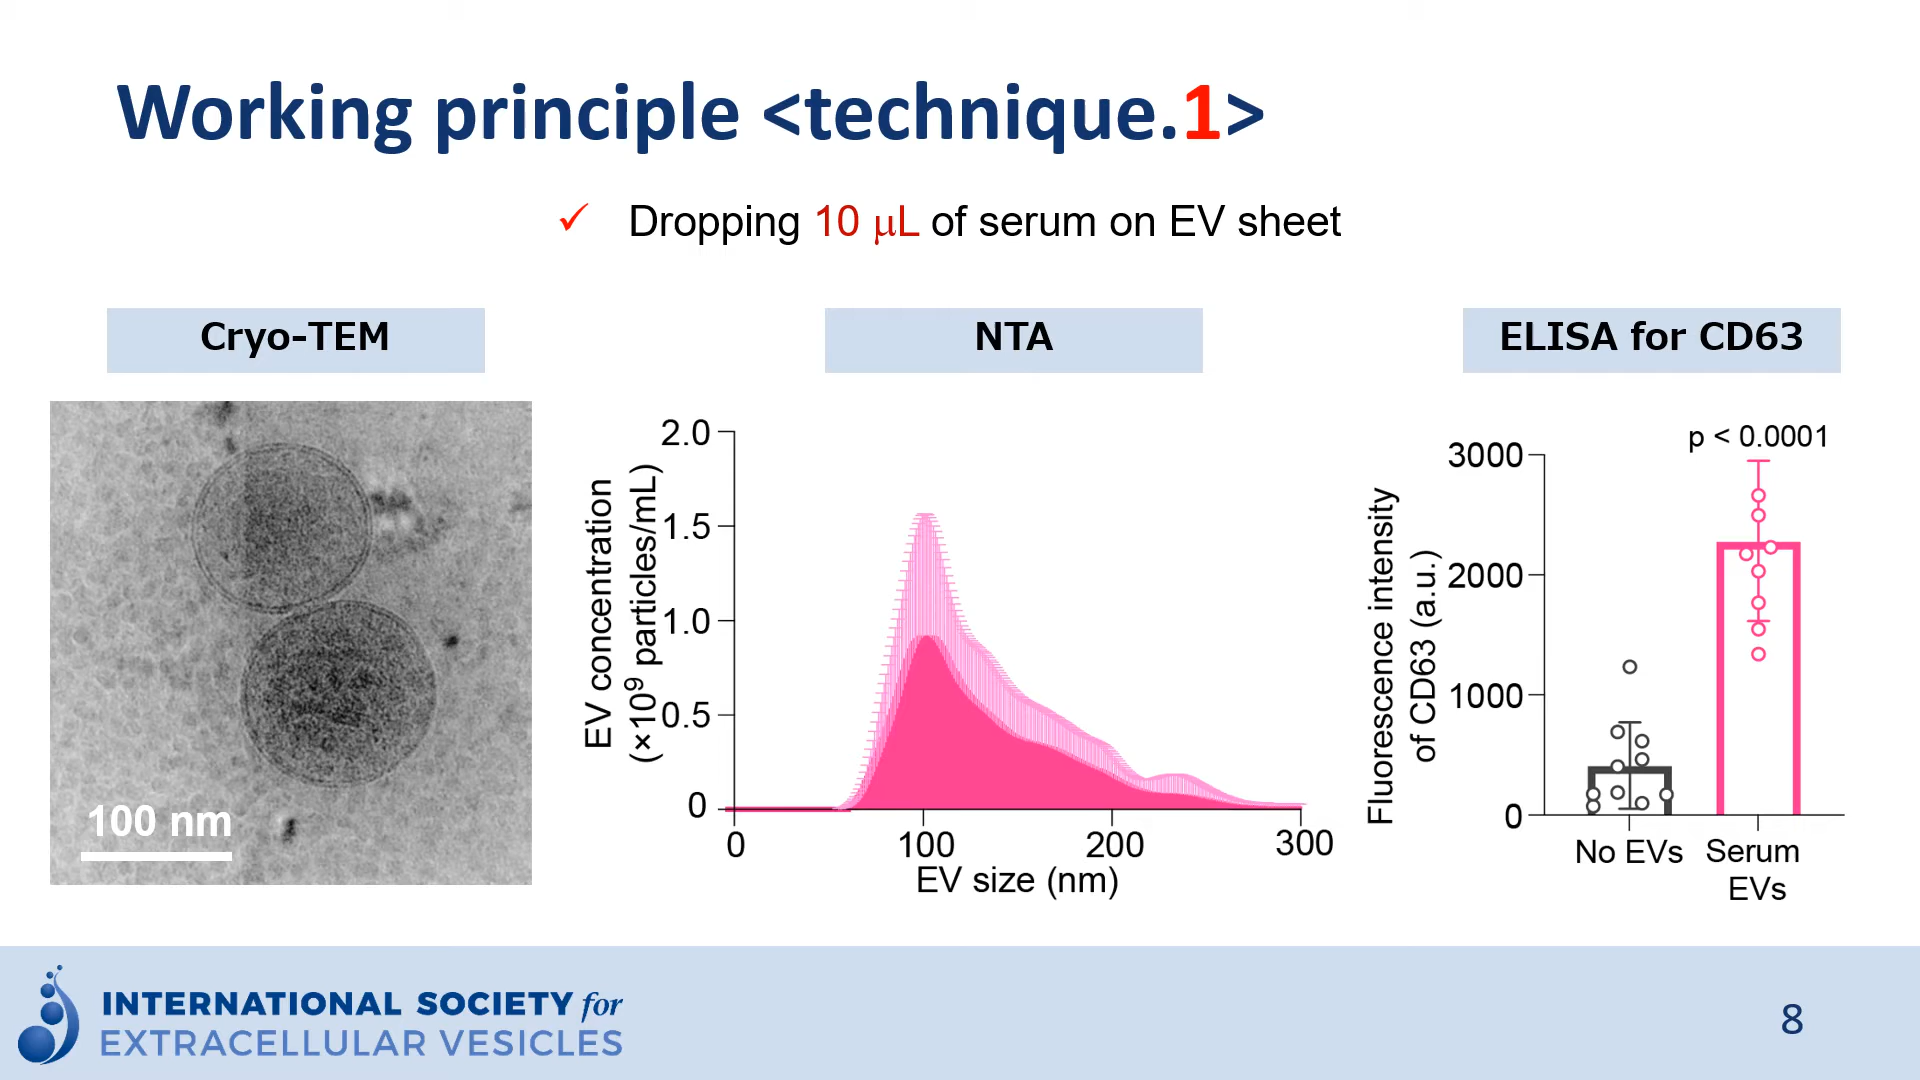 Working principle <technique.1>
✓ Dropping 10 μL of serum on EV sheet
Cryo-TEM
100 nm
NTA
EV concentration
(×10⁹ particles/mL)
2.0
1.5
1.0
0.5
0
0 100 200 300
EV size (nm)
ELISA for CD63
Fluorescence intensity
of CD63 (a.u.)
p < 0.0001
3000
2000
1000
0
No EVs Serum
EVs
INTERNATIONAL SOCIETY for
EXTRACELLULAR VESICLES
8